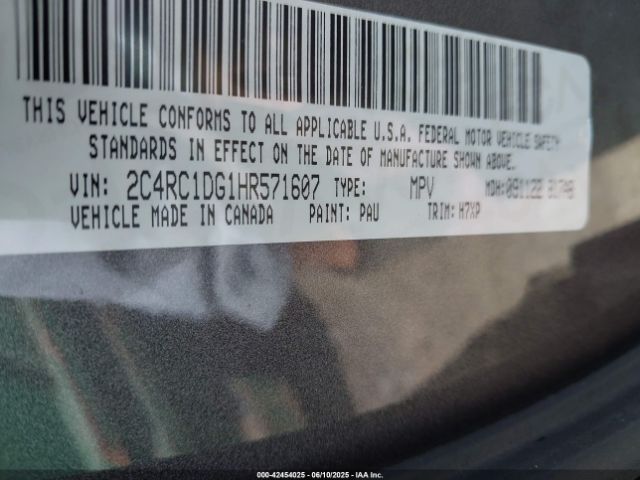 THIS VEHICLE CONFORMS TO ALL APPLICABLE U.S.A. FEDERAL MOTOR VEHICLE SAFETY
STANDARDS IN EFFECT ON THE DATE OF MANUFACTURE SHOWN ABOVE.
VIN: 2C4RC1DG1HR571607 TYPE: MPV MDH:
VEHICLE MADE IN CANADA PAINT: PAU TRIM: H7XP
000-42454025 - 06/10/2025 - IAA Inc.